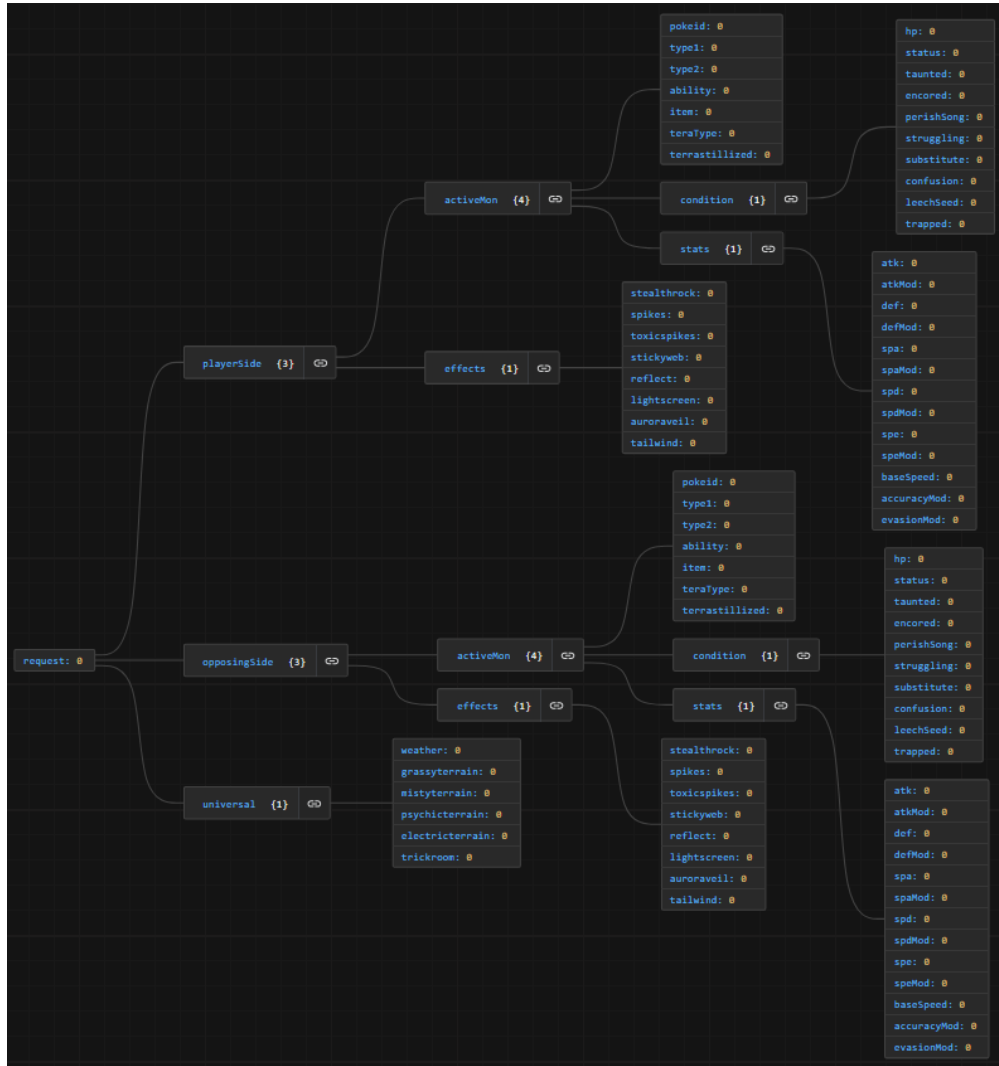 request: 0
playerSide {3}
activeMon {4}
pokeid: 0
type1: 0
type2: 0
ability: 0
item: 0
teraType: 0
terrastillized: 0
condition {1}
hp: 0
status: 0
taunted: 0
encored: 0
perishSong: 0
struggling: 0
substitute: 0
confusion: 0
leechSeed: 0
trapped: 0
stats {1}
atk: 0
atkMod: 0
def: 0
defMod: 0
spa: 0
spaMod: 0
spd: 0
spdMod: 0
spe: 0
speMod: 0
baseSpeed: 0
accuracyMod: 0
evasionMod: 0
effects {1}
stealthrock: 0
spikes: 0
toxicspikes: 0
stickyweb: 0
reflect: 0
lightscreen: 0
auroraveil: 0
tailwind: 0
opposingSide {3}
activeMon {4}
pokeid: 0
type1: 0
type2: 0
ability: 0
item: 0
teraType: 0
terrastillized: 0
condition {1}
hp: 0
status: 0
taunted: 0
encored: 0
perishSong: 0
struggling: 0
substitute: 0
confusion: 0
leechSeed: 0
trapped: 0
stats {1}
atk: 0
atkMod: 0
def: 0
defMod: 0
spa: 0
spaMod: 0
spd: 0
spdMod: 0
spe: 0
speMod: 0
baseSpeed: 0
accuracyMod: 0
evasionMod: 0
effects {1}
stealthrock: 0
spikes: 0
toxicspikes: 0
stickyweb: 0
reflect: 0
lightscreen: 0
auroraveil: 0
tailwind: 0
universal {1}
weather: 0
grassyterrain: 0
mistyterrain: 0
psychicterrain: 0
electricterrain: 0
trickroom: 0